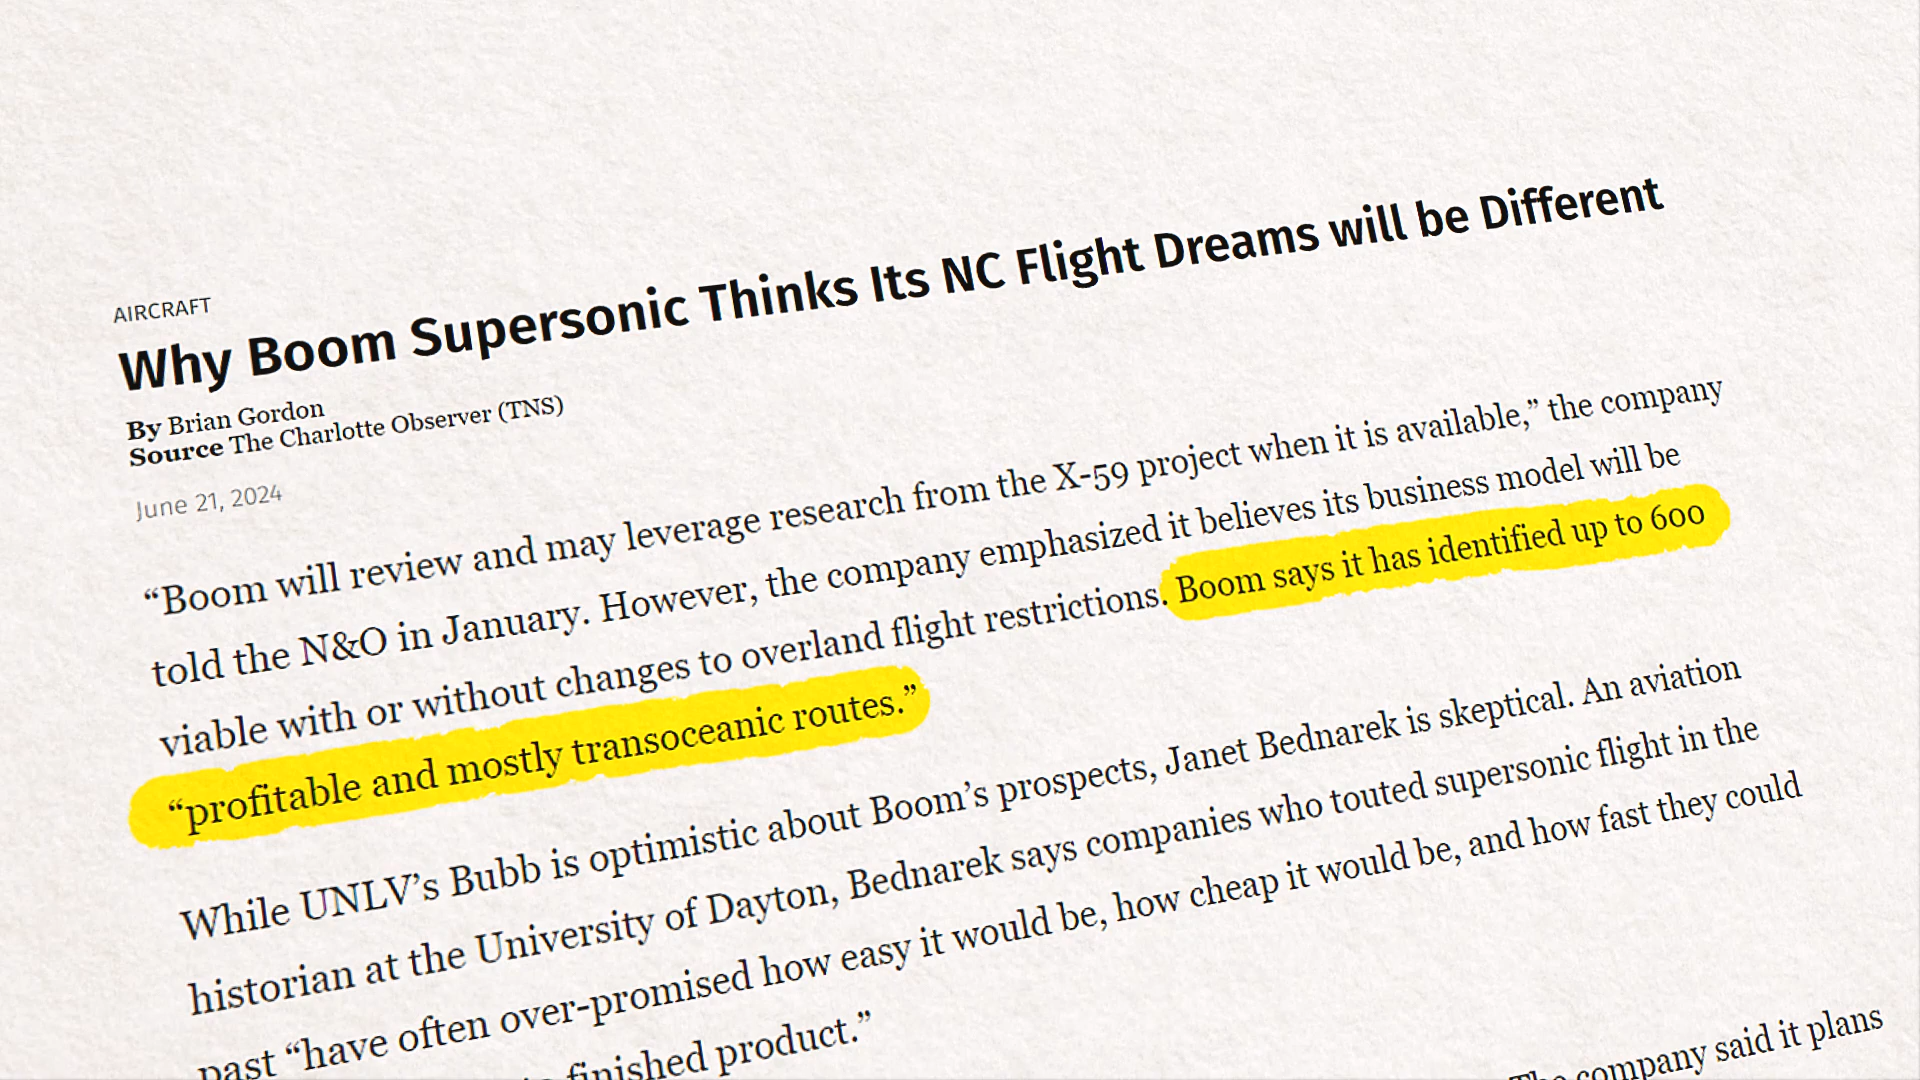 AIRCRAFT
Why Boom Supersonic Thinks Its NC Flight Dreams will be Different
By Brian Gordon
Source The Charlotte Observer (TNS)
June 21, 2024
“Boom will review and may leverage research from the X-59 project when it is available,” the company
told the N&O in January. However, the company emphasized it believes its business model will be
viable with or without changes to overland flight restrictions. Boom says it has identified up to 600
“profitable and mostly transoceanic routes.”
While UNLV’s Bubb is optimistic about Boom’s prospects, Janet Bednarek is skeptical. An aviation
historian at the University of Dayton, Bednarek says companies who touted supersonic flight in the
past “have often over-promised how easy it would be, how cheap it would be, and how fast they could
finished product.”
The company said it plans